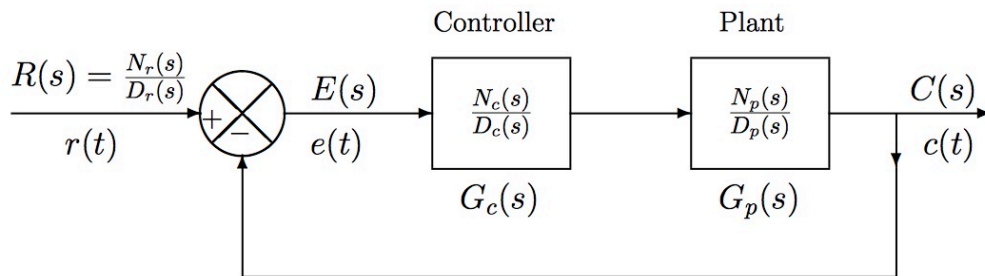 Controller Plant
R(s) = N_r(s)/D_r(s)
E(s)
N_c(s)/D_c(s)
N_p(s)/D_p(s)
C(s)
+
−
r(t)
e(t)
c(t)
G_c(s)
G_p(s)